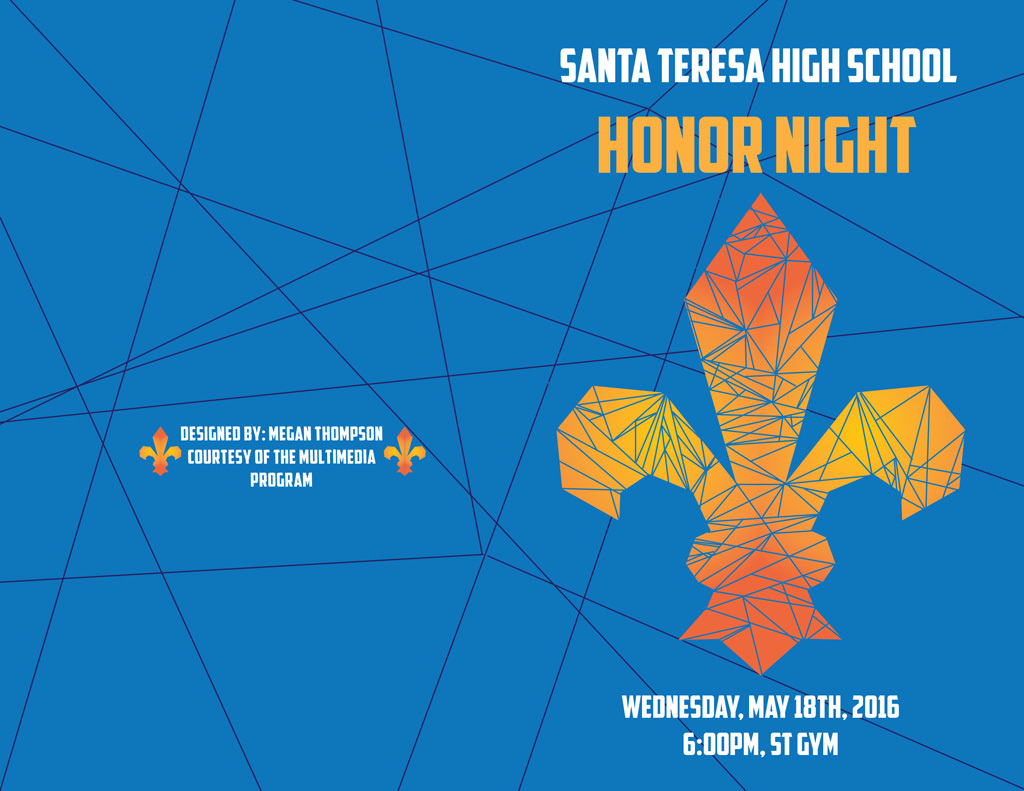 SANTA TERESA HIGH SCHOOL
HONOR NIGHT
DESIGNED BY: MEGAN THOMPSON
COURTESY OF THE MULTIMEDIA
PROGRAM
WEDNESDAY, MAY 18TH, 2016
6:00PM, ST GYM